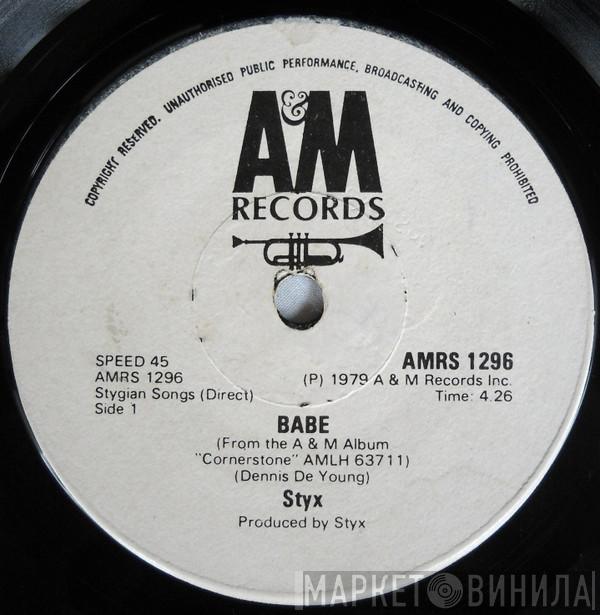 COPYRIGHT RESERVED. UNAUTHORISED PUBLIC PERFORMANCE, BROADCASTING AND COPYING PROHIBITED
A&M
RECORDS
SPEED 45
AMRS 1296
Stygian Songs (Direct)
Side 1
AMRS 1296
(P) 1979 A & M Records Inc.
Time: 4.26
BABE
(From the A & M Album
"Cornerstone" AMLH 63711)
(Dennis De Young)
Styx
Produced by Styx
МАРКЕТ ВИНИЛА